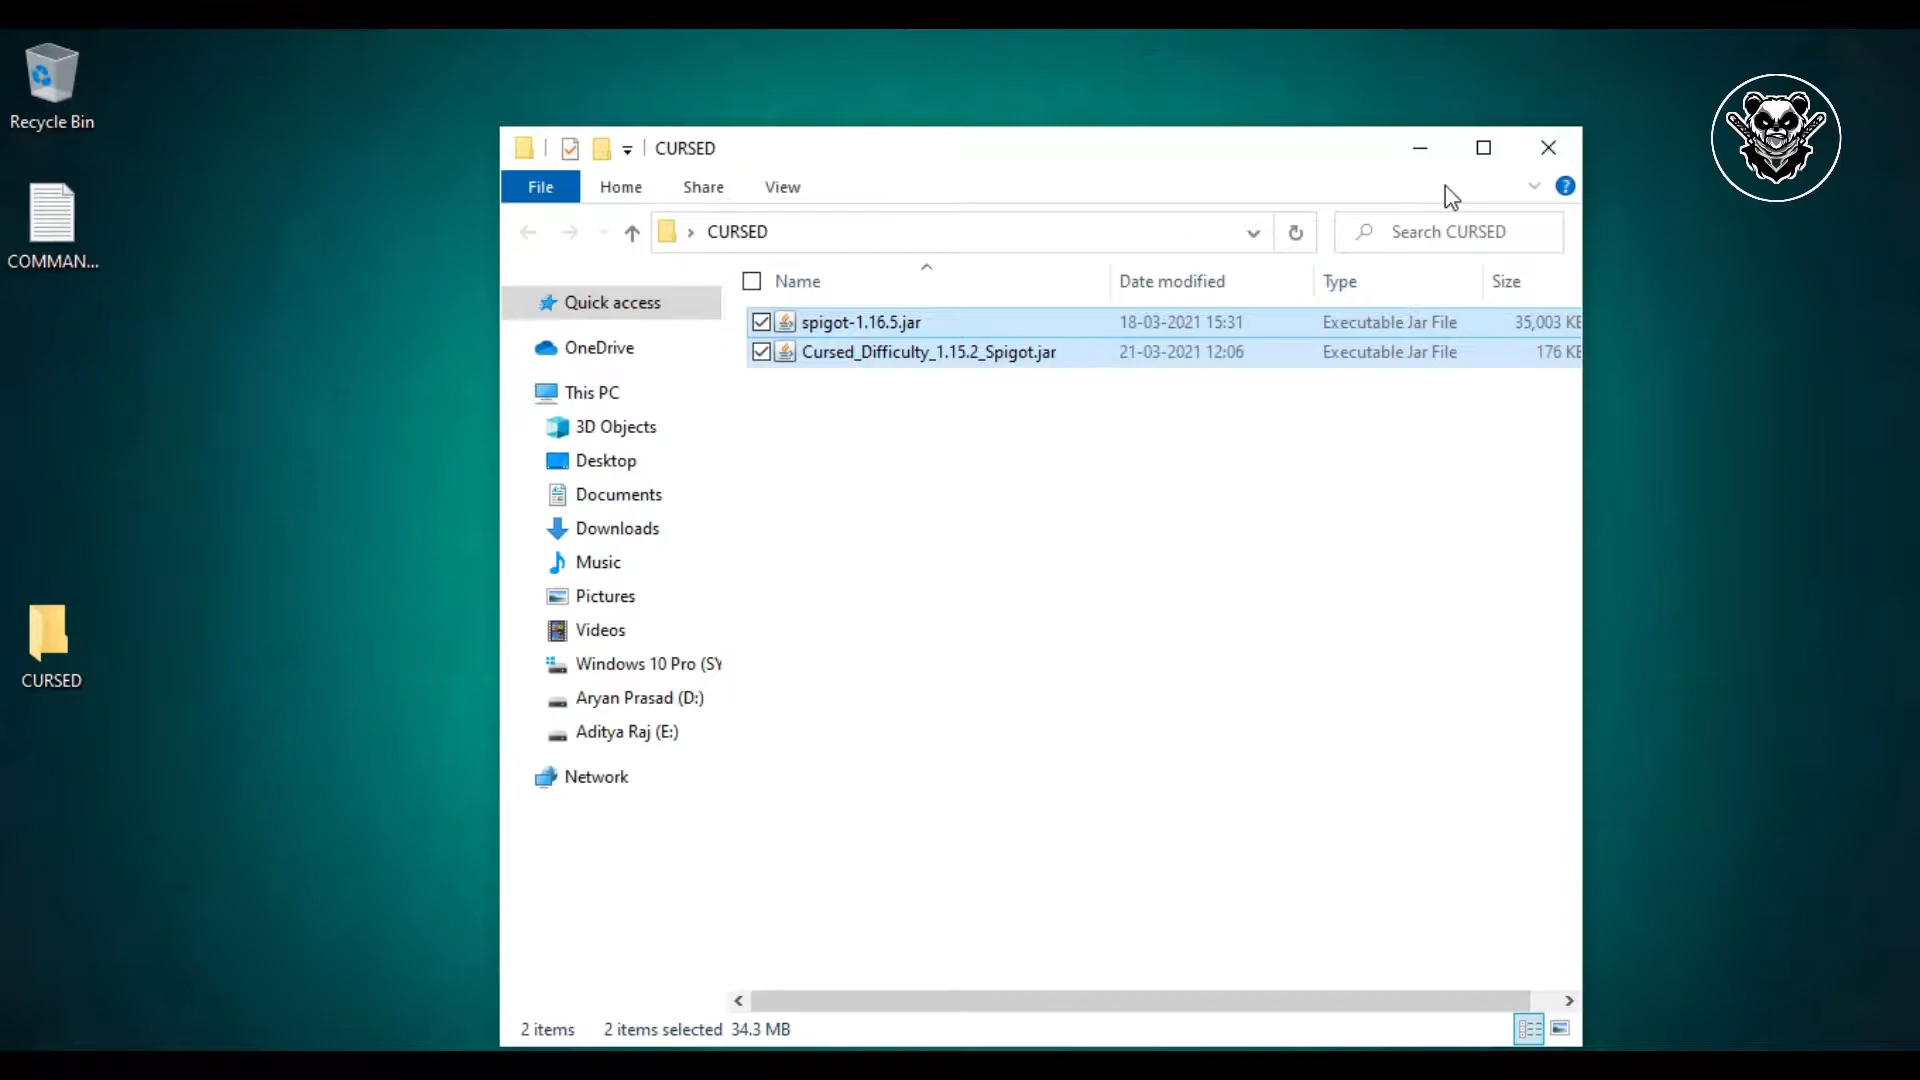 Recycle Bin
COMMAN...
CURSED
CURSED
File Home Share View
CURSED
Search CURSED
Name Date modified Type Size
spigot-1.16.5.jar 18-03-2021 15:31 Executable Jar File 35,003 KB
Cursed_Difficulty_1.15.2_Spigot.jar 21-03-2021 12:06 Executable Jar File 176 KB
Quick access
OneDrive
This PC
3D Objects
Desktop
Documents
Downloads
Music
Pictures
Videos
Windows 10 Pro (SY
Aryan Prasad (D:)
Aditya Raj (E:)
Network
2 items 2 items selected 34.3 MB